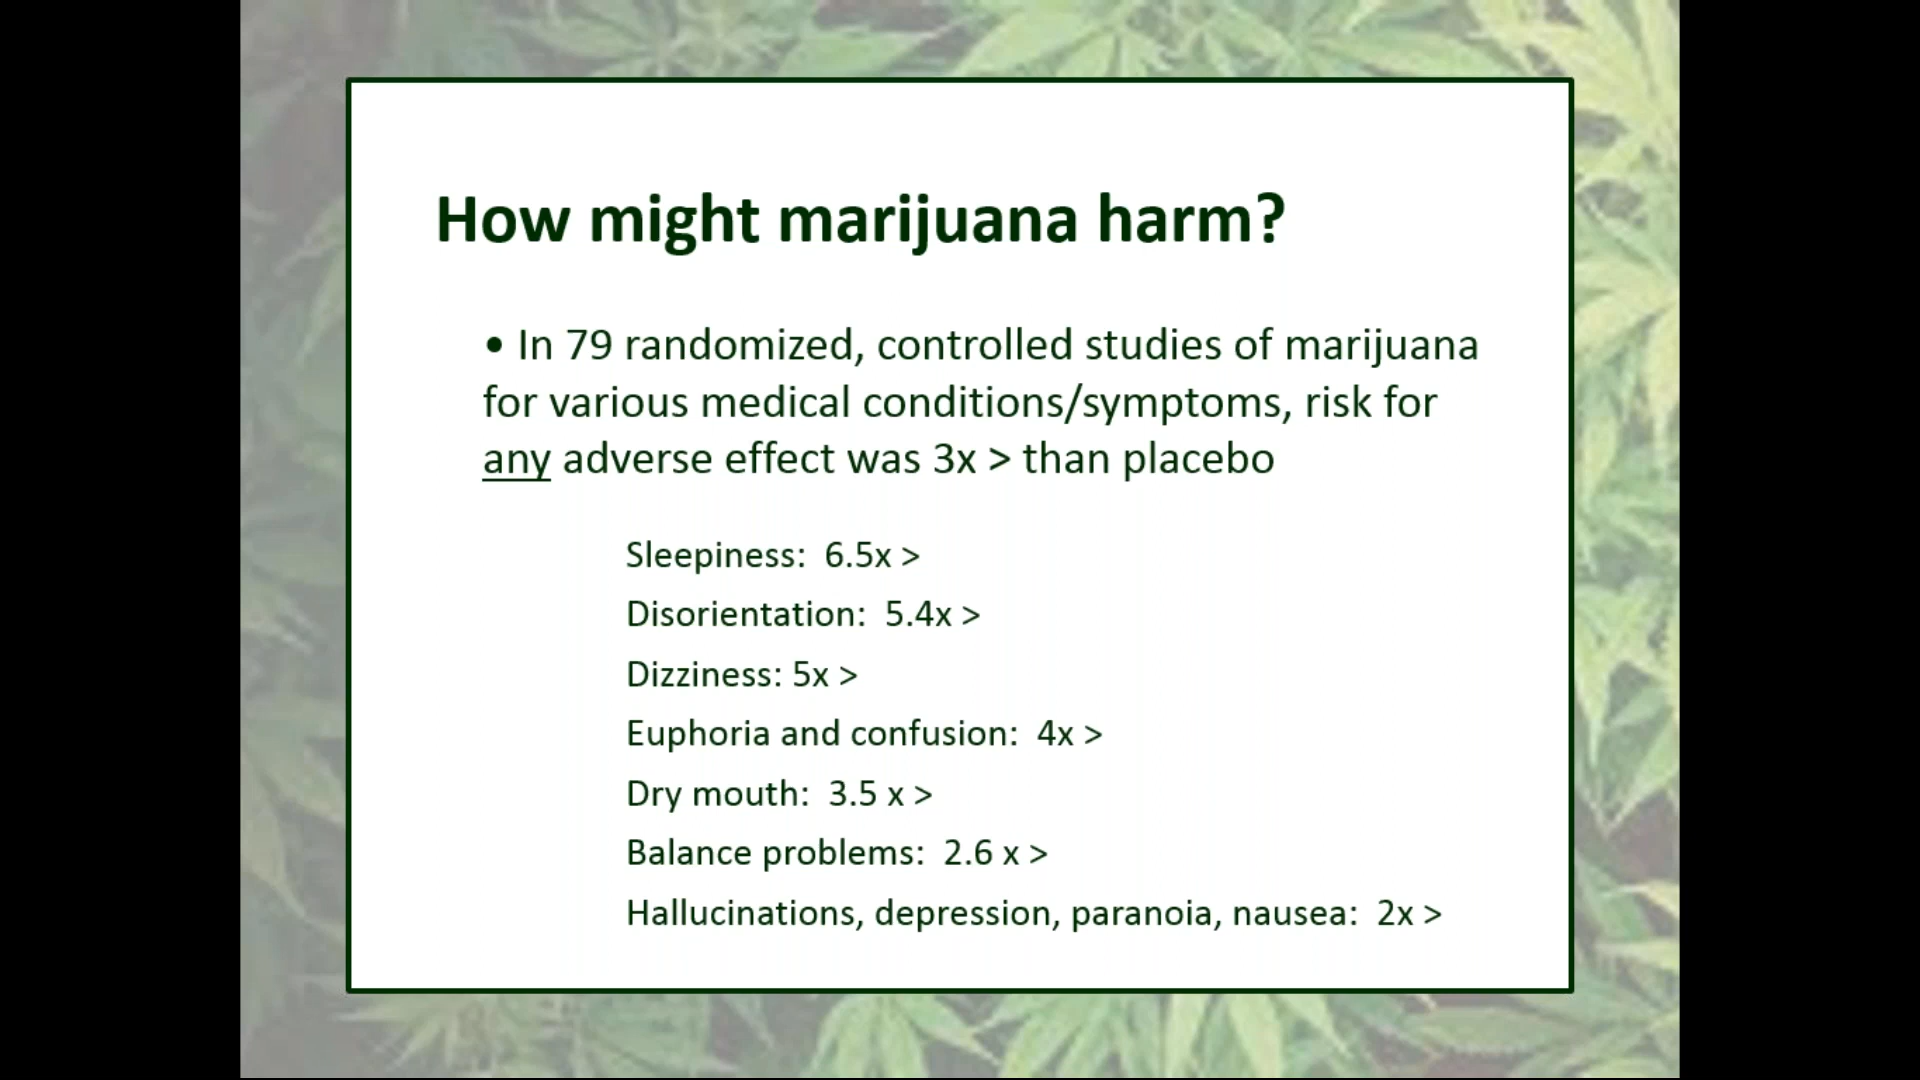 How might marijuana harm?
• In 79 randomized, controlled studies of marijuana
for various medical conditions/symptoms, risk for
any adverse effect was 3x > than placebo
Sleepiness: 6.5x >
Disorientation: 5.4x >
Dizziness: 5x >
Euphoria and confusion: 4x >
Dry mouth: 3.5 x >
Balance problems: 2.6 x >
Hallucinations, depression, paranoia, nausea: 2x >